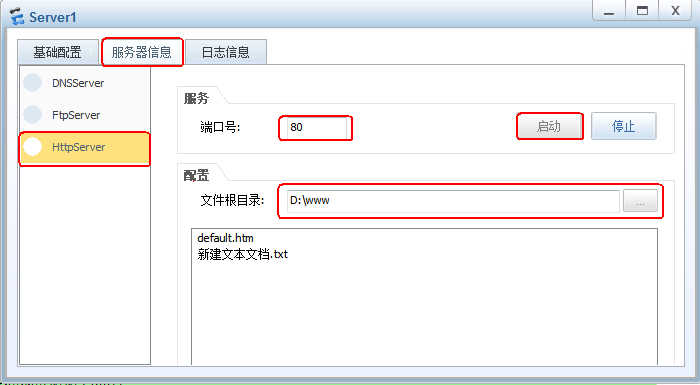 Server1
基础配置 服务器信息 日志信息
DNSServer
FtpServer
HttpServer
服务
端口号: 80 启动 停止
配置
文件根目录: D:\www ...
default.htm
新建文本文档.txt